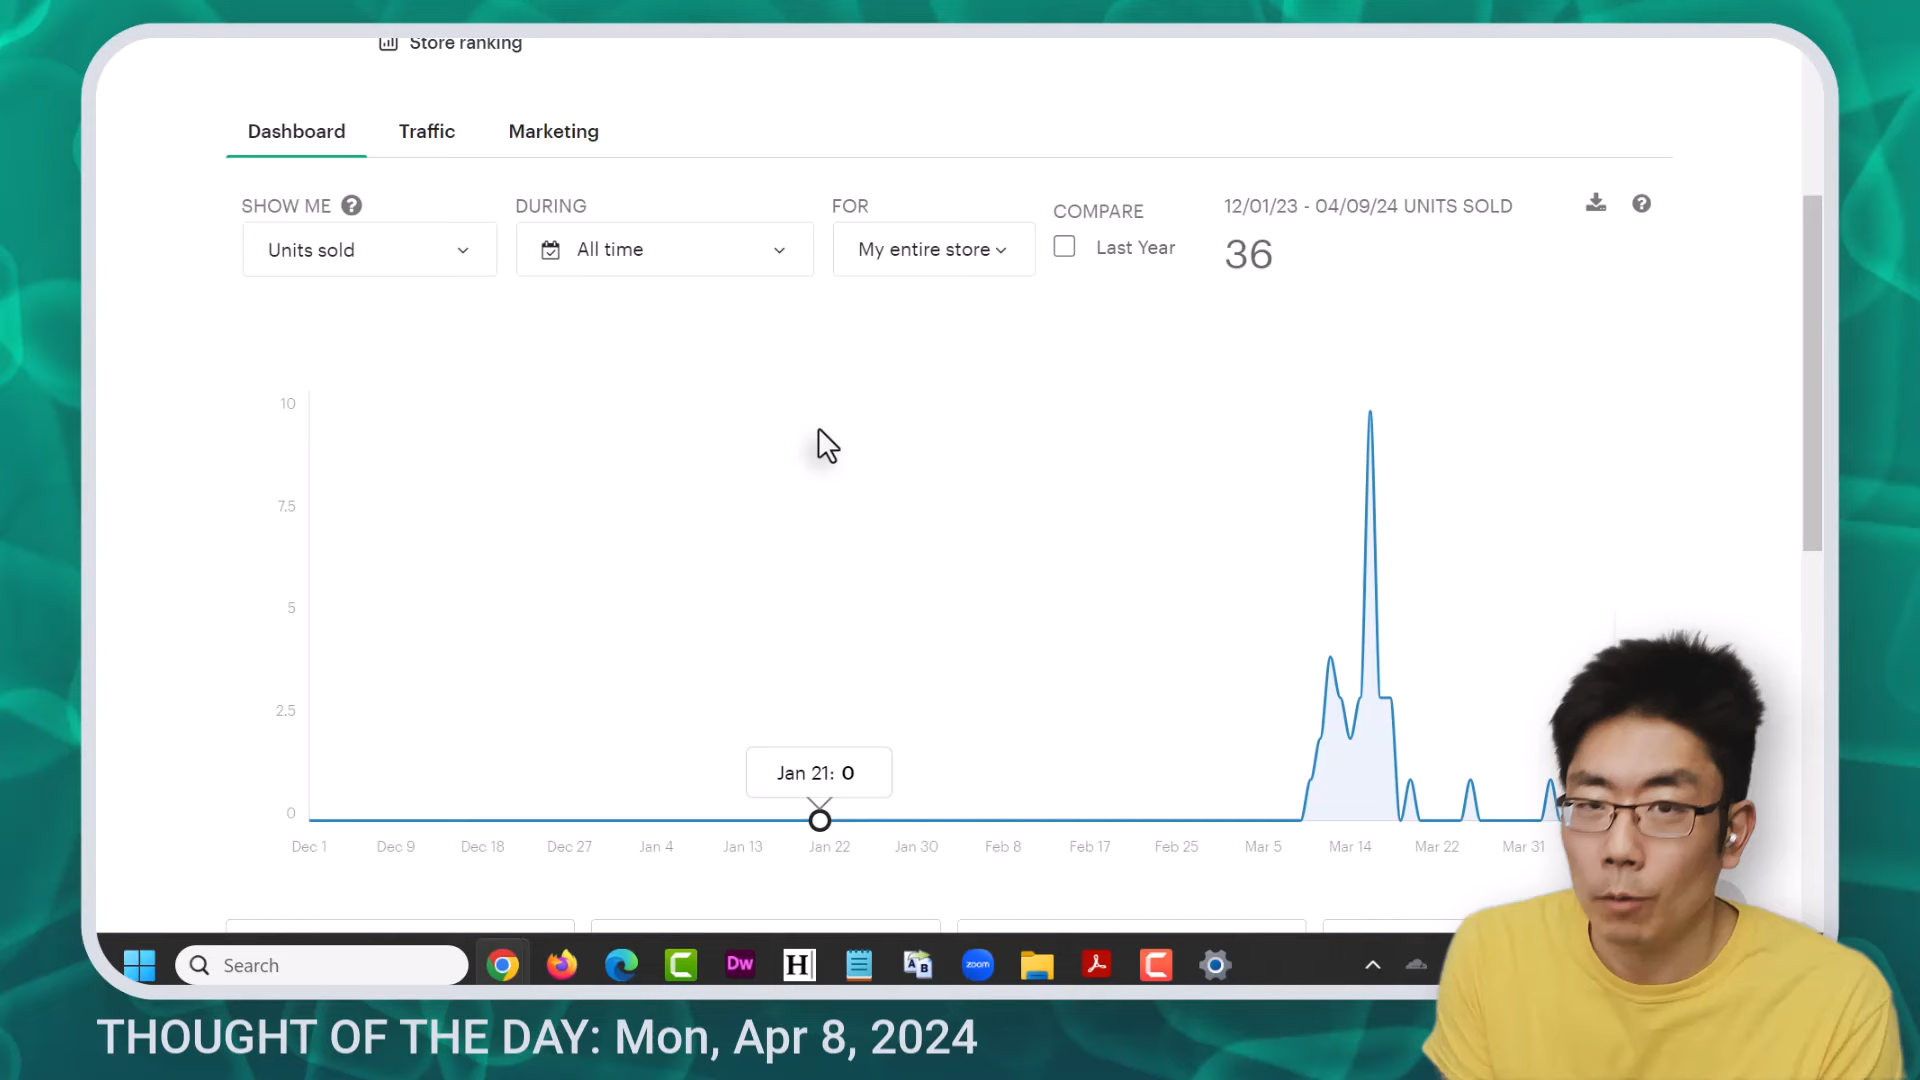 Store ranking
Dashboard Traffic Marketing
SHOW ME ? DURING FOR COMPARE 12/01/23 - 04/09/24 UNITS SOLD ?
Units sold All time My entire store Last Year 36
10
7.5
5
2.5
Jan 21: 0
0
Dec 1 Dec 9 Dec 18 Dec 27 Jan 4 Jan 13 Jan 22 Jan 30 Feb 8 Feb 17 Feb 25 Mar 5 Mar 14 Mar 22 Mar 31
Search Dw H A B zoom
THOUGHT OF THE DAY: Mon, Apr 8, 2024